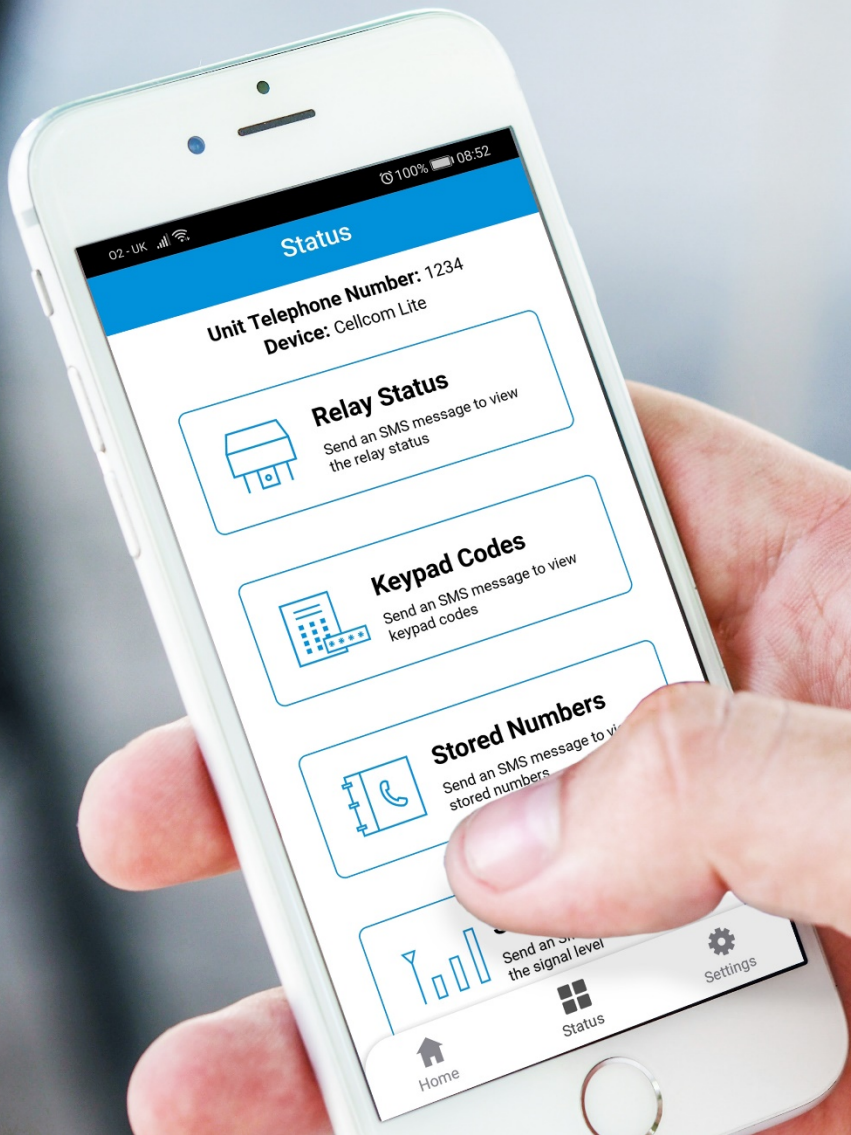 O2 - UK
100% 08:52
Status
Unit Telephone Number: 1234
Device: Cellcom Lite
Relay Status
Send an SMS message to view
the relay status
Keypad Codes
Send an SMS message to view
keypad codes
Stored Numbers
Send an SMS message to
stored numbers
Send an
the signal level
Home
Status
Settings